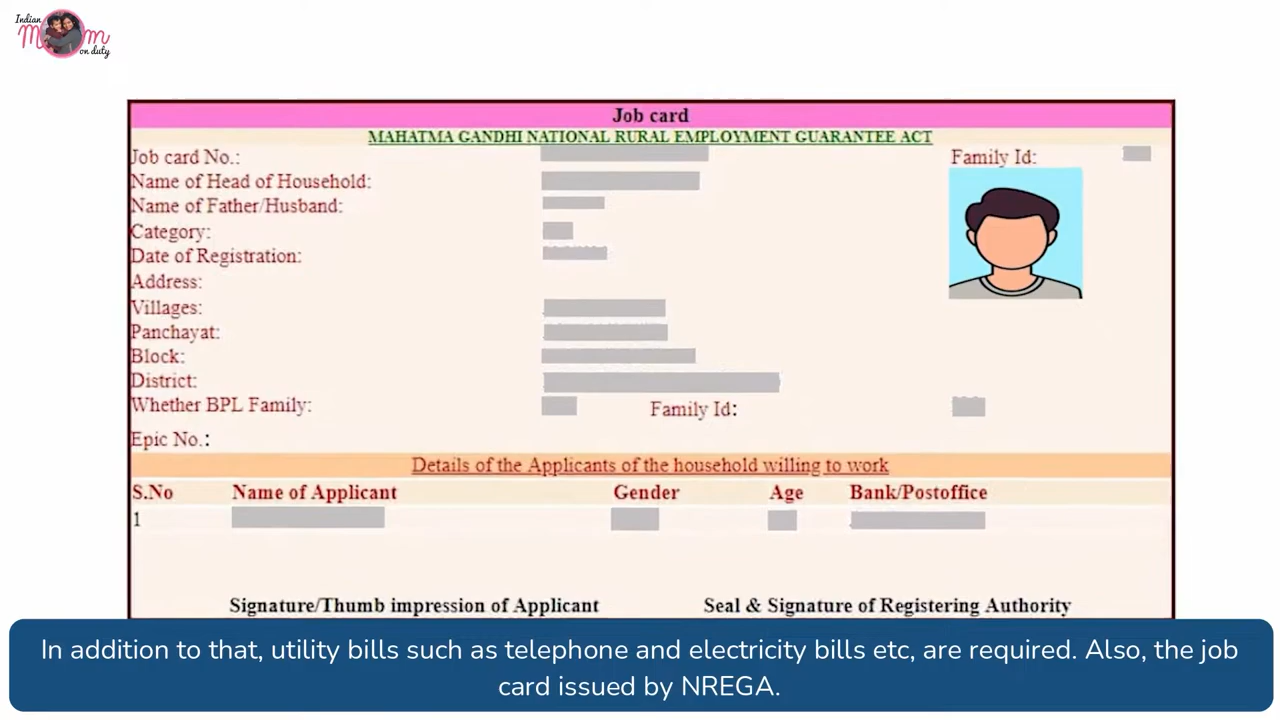 Indian
Mom
on duty
Job card
MAHATMA GANDHI NATIONAL RURAL EMPLOYMENT GUARANTEE ACT
Job card No.: Family Id:
Name of Head of Household:
Name of Father/Husband:
Category:
Date of Registration:
Address:
Villages:
Panchayat:
Block:
District:
Whether BPL Family: Family Id:
Epic No.:
Details of the Applicants of the household willing to work
S.No Name of Applicant Gender Age Bank/Postoffice
1
Signature/Thumb impression of Applicant Seal & Signature of Registering Authority
In addition to that, utility bills such as telephone and electricity bills etc, are required. Also, the job
card issued by NREGA.